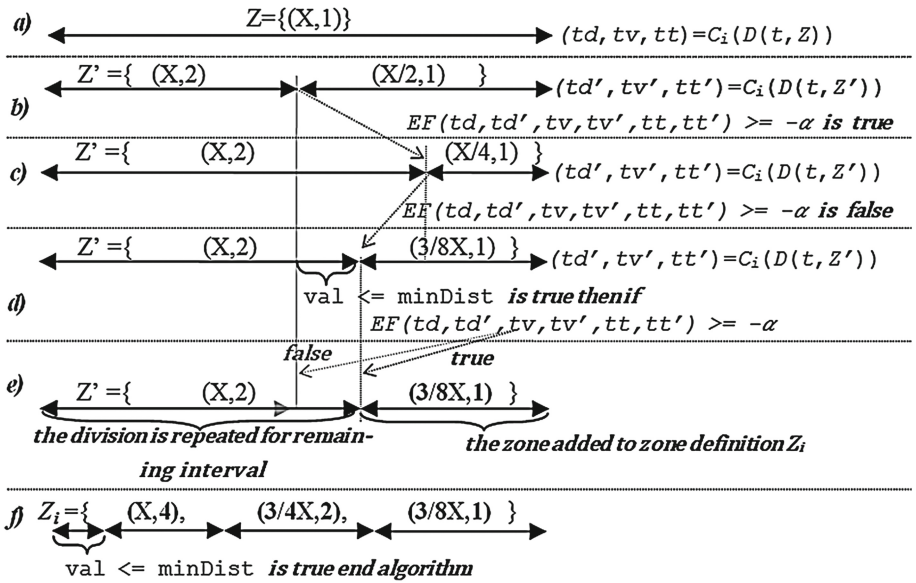 a) Z={(X,1)} (td,tv,tt)=Ci(D(t,Z))
b) Z’ ={ (X,2) (X/2,1) } (td′,tv′,tt′)=Ci(D(t,Z′))
EF(td,td′,tv,tv′,tt,tt′) >= -α is true
c) Z’ ={ (X,2) (X/4,1) } (td′,tv′,tt′)=Ci(D(t,Z′))
EF(td,td′,tv,tv′,tt,tt′) >= -α is false
Z’ ={ (X,2) (3/8X,1) } (td′,tv′,tt′)=Ci(D(t,Z′))
d) val <= minDist is true then if
EF(td,td′,tv,tv′,tt,tt′) >= -α
false true
e) Z’ ={ (X,2) (3/8X,1) }
the division is repeated for remain-
ing interval
the zone added to zone definition Zi
f) Zi={ (X,4), (3/4X,2), (3/8X,1) }
val <= minDist is true end algorithm